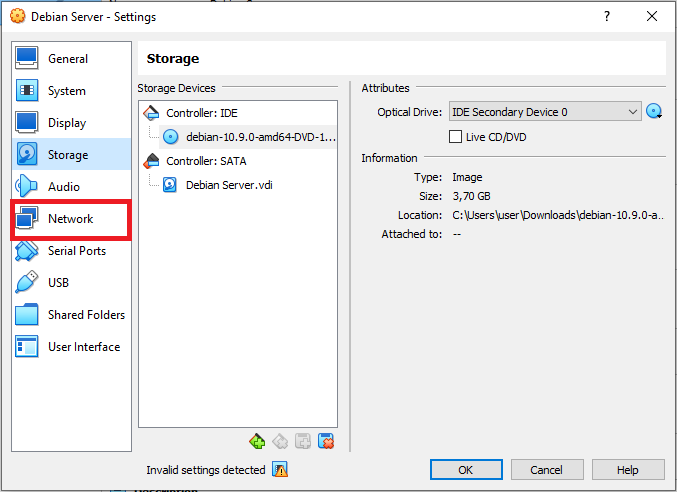 Debian Server - Settings
General
System
Display
Storage
Audio
Network
Serial Ports
USB
Shared Folders
User Interface
Storage
Storage Devices
Controller: IDE
debian-10.9.0-amd64-DVD-1...
Controller: SATA
Debian Server.vdi
Attributes
Optical Drive: IDE Secondary Device 0
Live CD/DVD
Information
Type: Image
Size: 3,70 GB
Location: C:\Users\user\Downloads\debian-10.9.0-a...
Attached to: --
Invalid settings detected
OK
Cancel
Help